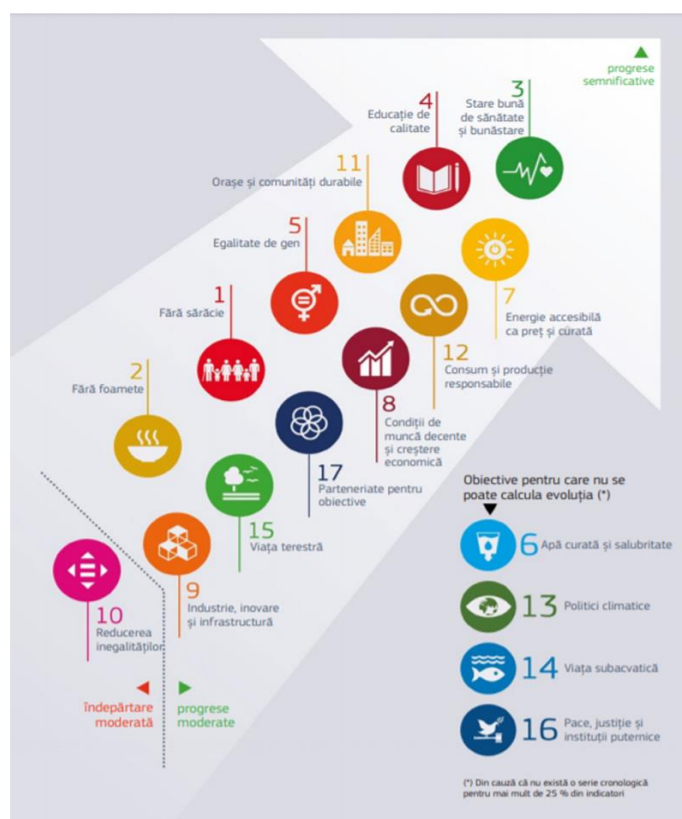 progrese
semnificative
3
Stare bună
de sănătate
și bunăstare
4
Educație de
calitate
11
Orașe și comunități durabile
5
Egalitate de gen
7
Energie accesibilă
ca preț și curată
1
Fără sărăcie
12
Consum și producție
responsabile
2
Fără foamete
8
Condiții de
muncă decente
și creștere
economică
17
Parteneriate pentru
obiective
15
Viața terestră
9
Industrie, inovare
și infrastructură
10
Reducerea
inegalităților
îndepărtare
moderată
progrese
moderate
Obiective pentru care nu se
poate calcula evoluția (*)
6 Apă curată și salubritate
13 Politici climatice
14 Viața subacvatică
16 Pace, justiție și
instituții puternice
(*) Din cauză că nu există o serie cronologică
pentru mai mult de 25 % din indicatori